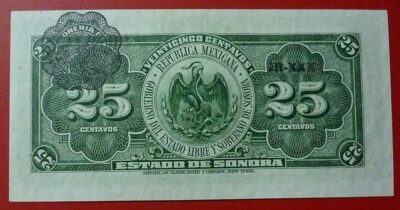 VEINTICINCO CENTAVOS
25
REPUBLICA MEXICANA
25
CENTAVOS
GOBIERNO DEL ESTADO LIBRE Y SOBERANO DE SONORA
CENTAVOS
25
25
ESTADO DE SONORA
AMERICAN BANK NOTE COMPANY, NEW YORK.